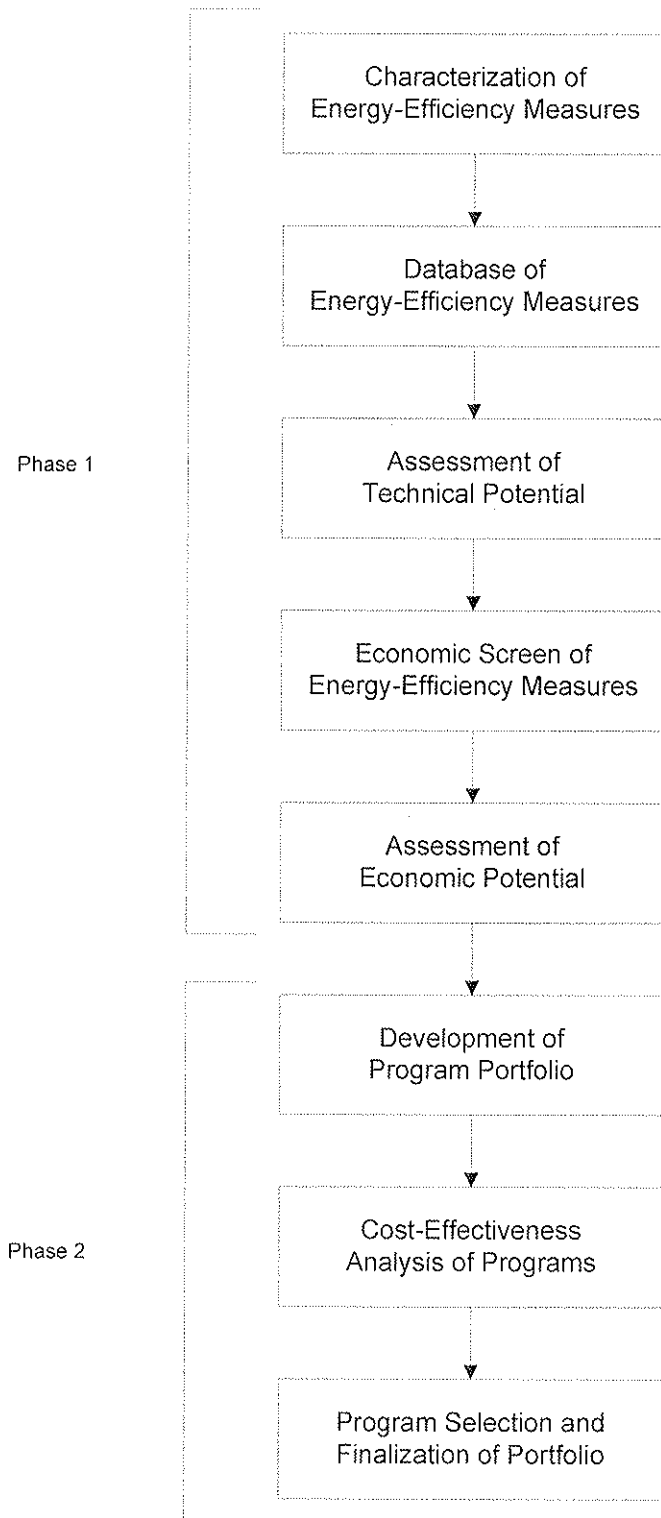 Characterization of
Energy-Efficiency Measures
Database of
Energy-Efficiency Measures
Phase 1
Assessment of
Technical Potential
Economic Screen of
Energy-Efficiency Measures
Assessment of
Economic Potential
Development of
Program Portfolio
Phase 2
Cost-Effectiveness
Analysis of Programs
Program Selection and
Finalization of Portfolio